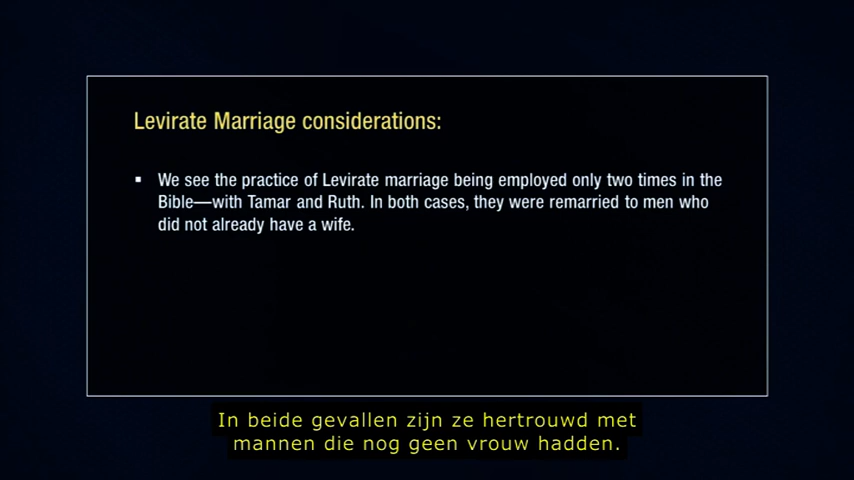 Levirate Marriage considerations:
▪ We see the practice of Levirate marriage being employed only two times in the
Bible—with Tamar and Ruth. In both cases, they were remarried to men who
did not already have a wife.
In beide gevallen zijn ze hertrouwd met
mannen die nog geen vrouw hadden.